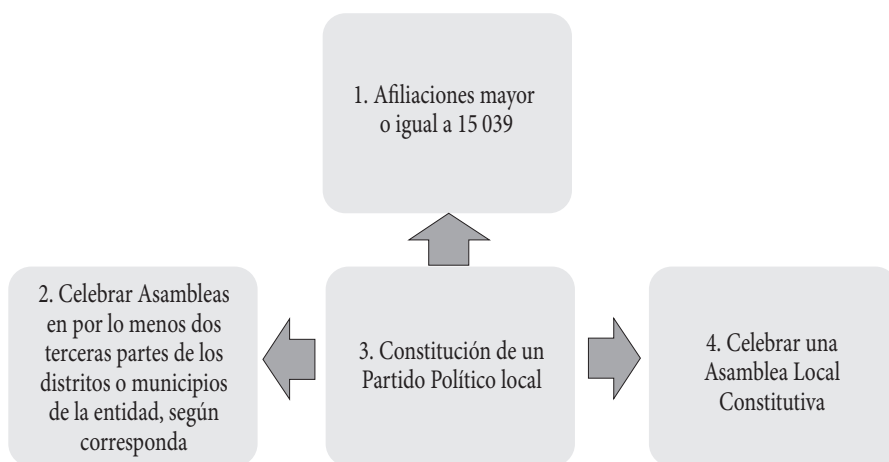 1. Afiliaciones mayor
o igual a 15 039
2. Celebrar Asambleas
en por lo menos dos
terceras partes de los
distritos o municipios
de la entidad, según
corresponda
3. Constitución de un
Partido Político local
4. Celebrar una
Asamblea Local
Constitutiva